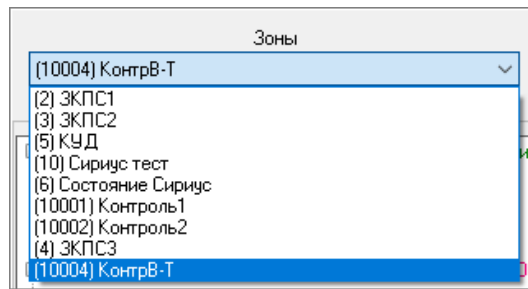 Зоны
(10004) КонтрВ-Т
(2) ЗКПС1
(3) ЗКПС2
(5) КУД
(10) Сириус тест
(6) Состояние Сириус
(10001) Контроль1
(10002) Контроль2
(4) ЗКПС3
(10004) КонтрВ-Т